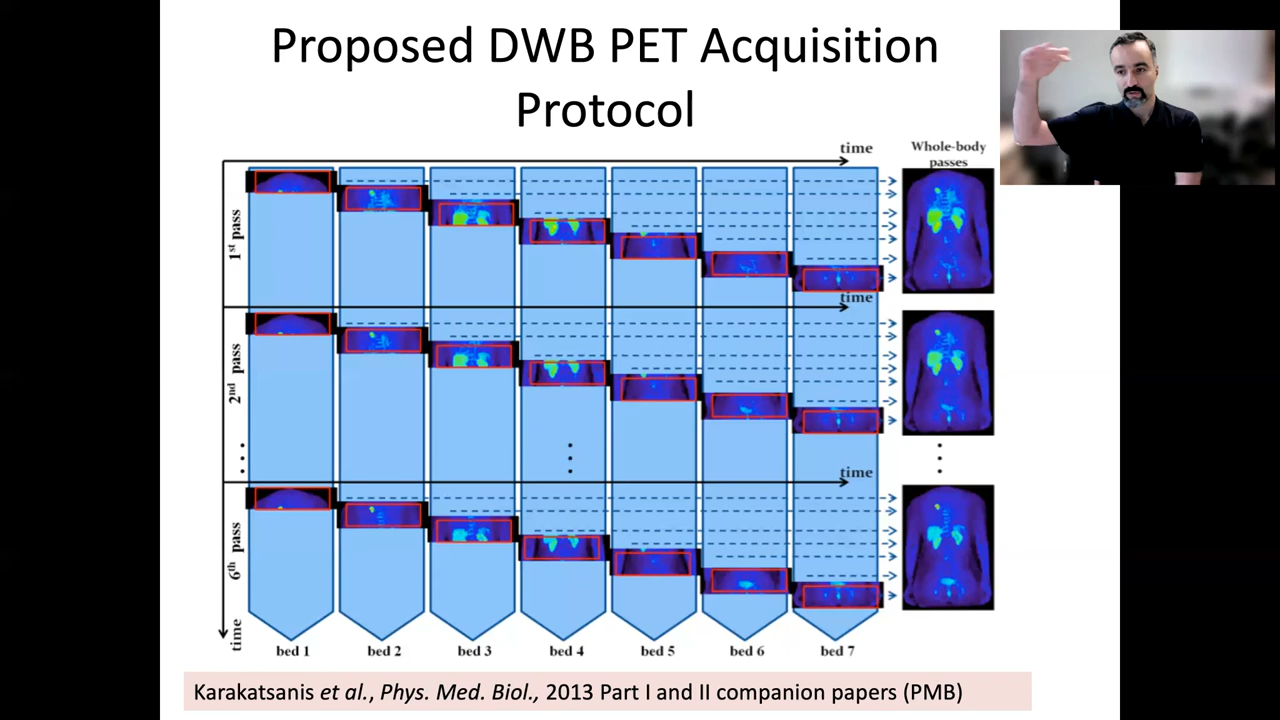 Proposed DWB PET Acquisition
Protocol
time
Whole-body
passes
1st pass
time
2nd pass
time
6th pass
time
bed 1
bed 2
bed 3
bed 4
bed 5
bed 6
bed 7
Karakatsanis et al., Phys. Med. Biol., 2013 Part I and II companion papers (PMB)